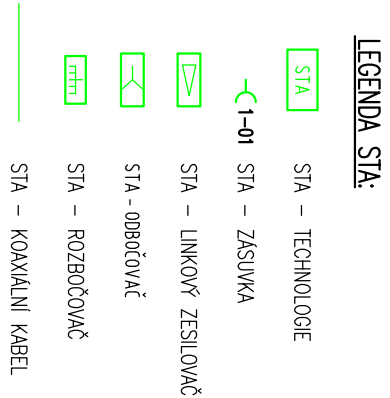 LEGENDA STA:
STA STA – TECHNOLOGIE
1-01 STA – ZÁSUVKA
STA – LINKOVÝ ZESILOVAČ
STA – ODBOČOVAČ
STA – ROZBOČOVAČ
STA – KOAXIÁLNÍ KABEL